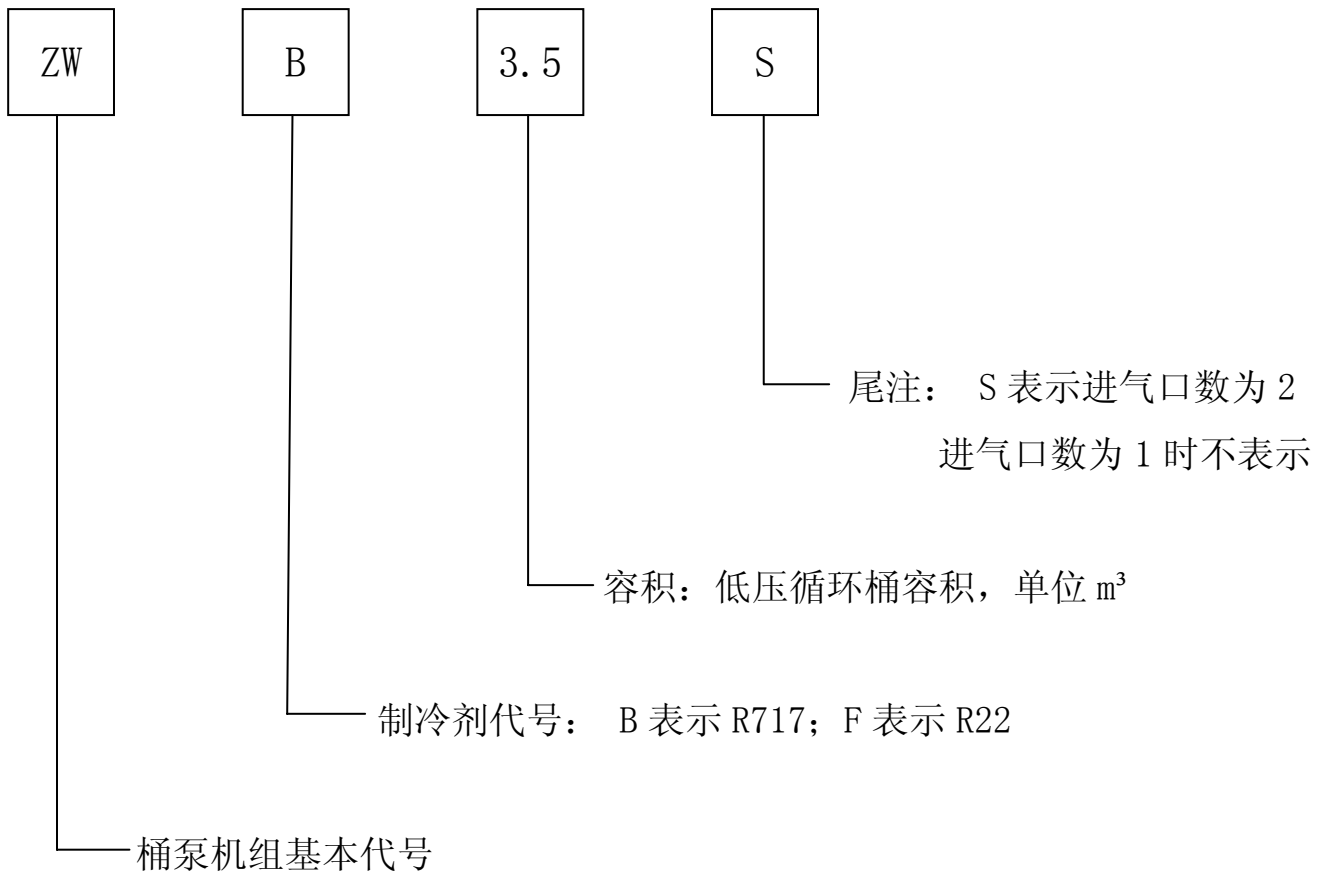 ZW B 3.5 S
尾注： S 表示进气口数为 2
进气口数为 1 时不表示
容积：低压循环桶容积，单位 m³
制冷剂代号： B 表示 R717；F 表示 R22
桶泵机组基本代号